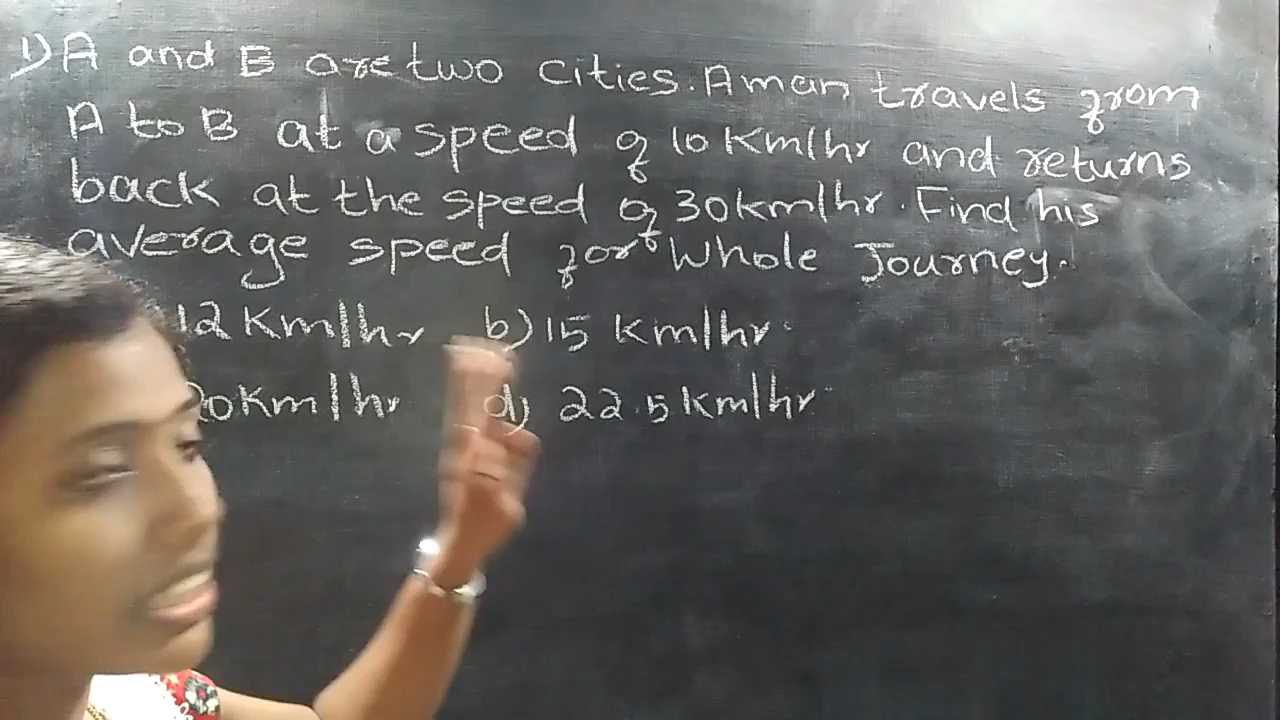 1) A and B are two cities. A man travels from
A to B at a speed of 10 Km/hr and returns
back at the speed of 30 km/hr. Find his
average speed for Whole Journey.
12 Km/hr b) 15 Km/hr.
20 Km/hr d) 22.5 Km/hr